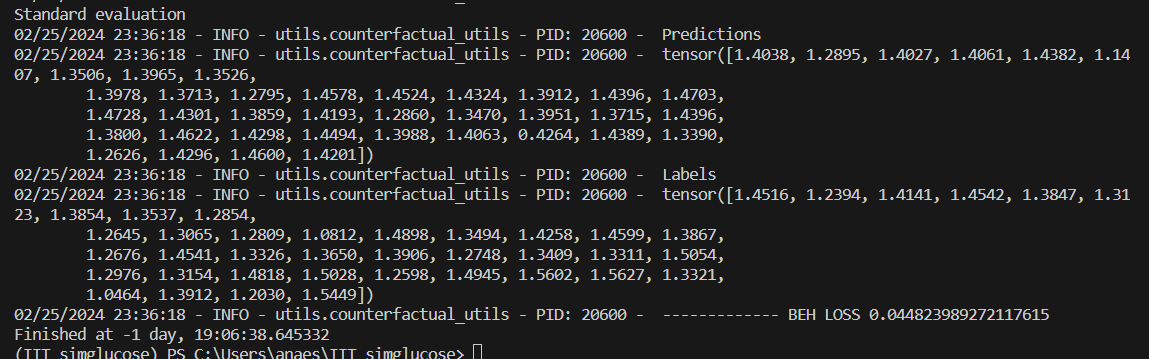 Standard evaluation
02/25/2024 23:36:18 - INFO - utils.counterfactual_utils - PID: 20600 -  Predictions
02/25/2024 23:36:18 - INFO - utils.counterfactual_utils - PID: 20600 -  tensor([1.4038, 1.2895, 1.4027, 1.4061, 1.4382, 1.14
07, 1.3506, 1.3965, 1.3526,
        1.3978, 1.3713, 1.2795, 1.4578, 1.4524, 1.4324, 1.3912, 1.4396, 1.4703,
        1.4728, 1.4301, 1.3859, 1.4193, 1.2860, 1.3470, 1.3951, 1.3715, 1.4396,
        1.3800, 1.4622, 1.4298, 1.4494, 1.3988, 1.4063, 0.4264, 1.4389, 1.3390,
        1.2626, 1.4296, 1.4600, 1.4201])
02/25/2024 23:36:18 - INFO - utils.counterfactual_utils - PID: 20600 -  Labels
02/25/2024 23:36:18 - INFO - utils.counterfactual_utils - PID: 20600 -  tensor([1.4516, 1.2394, 1.4141, 1.4542, 1.3847, 1.31
23, 1.3854, 1.3537, 1.2854,
        1.2645, 1.3065, 1.2809, 1.0812, 1.4898, 1.3494, 1.4258, 1.4599, 1.3867,
        1.2676, 1.4541, 1.3326, 1.3650, 1.3906, 1.2748, 1.3409, 1.3311, 1.5054,
        1.2976, 1.3154, 1.4818, 1.5028, 1.2598, 1.4945, 1.5602, 1.5627, 1.3321,
        1.0464, 1.3912, 1.2030, 1.5449])
02/25/2024 23:36:18 - INFO - utils.counterfactual_utils - PID: 20600 -  ------------- BEH LOSS 0.044823989272117615
Finished at -1 day, 19:06:38.645332
(IIT_simglucose) PS C:\Users\anaes\IIT_simglucose>